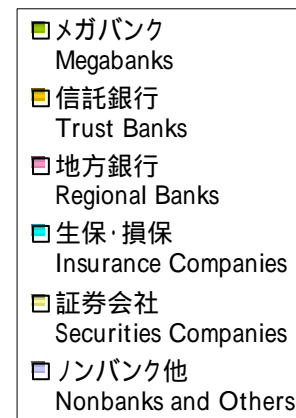 メガバンク
Megabanks
信託銀行
Trust Banks
地方銀行
Regional Banks
生保・損保
Insurance Companies
証券会社
Securities Companies
ノンバンク他
Nonbanks and Others